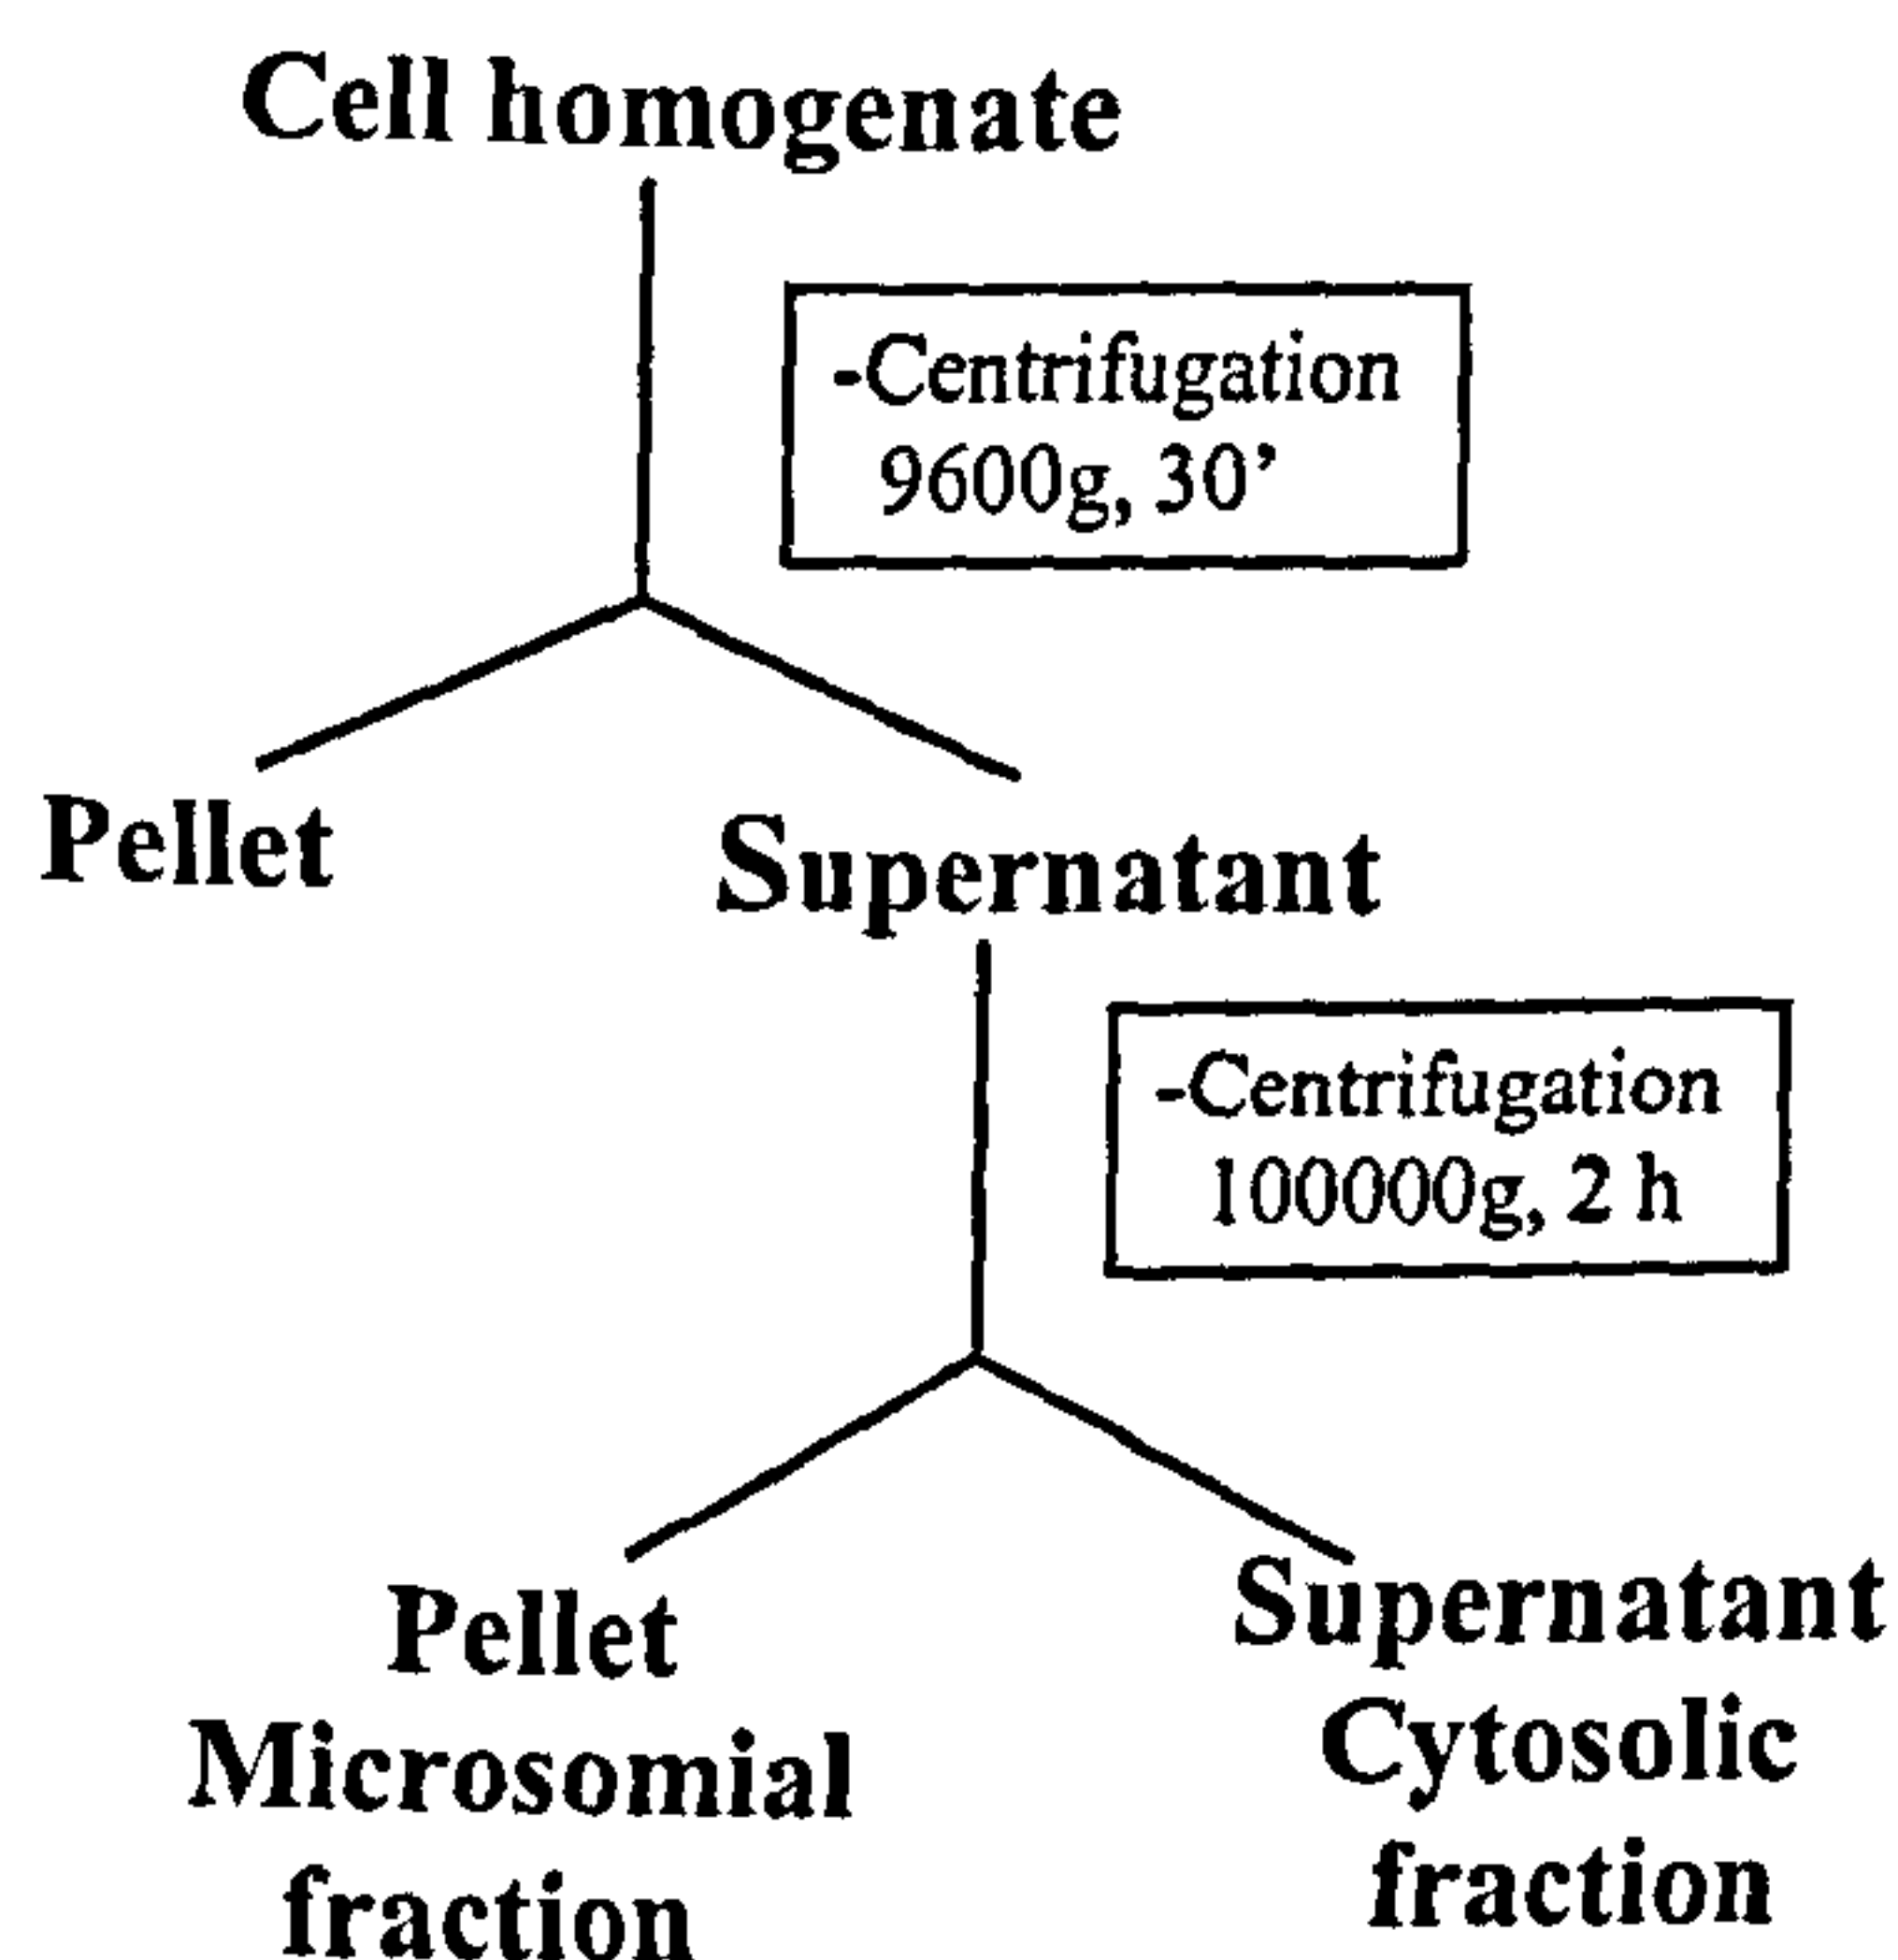 Cell homogenate
-Centrifugation
9600g, 30’
Pellet
Supernatant
-Centrifugation
100000g, 2 h
Pellet
Microsomial
fraction
Supernatant
Cytosolic
fraction